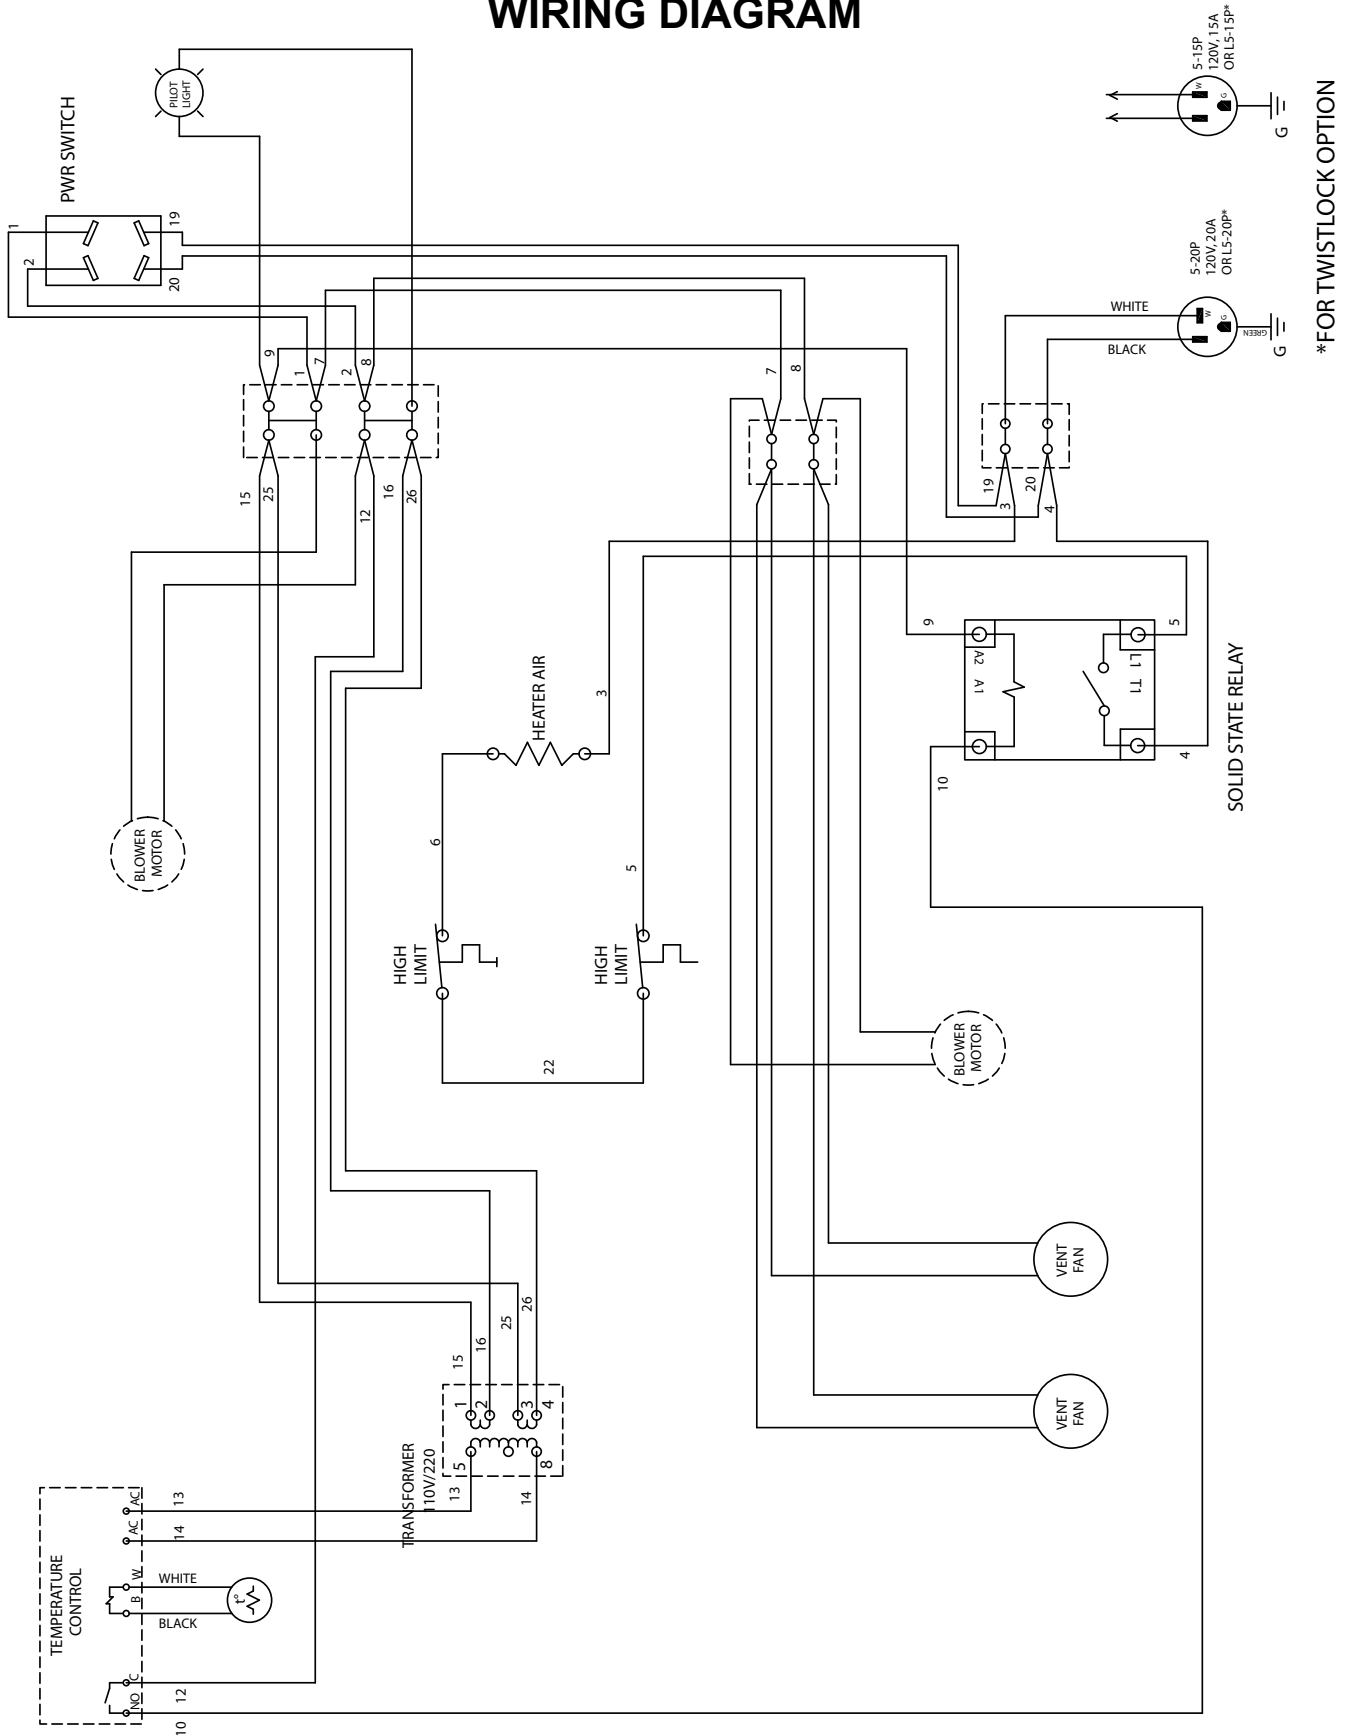 WIRING DIAGRAM
5-15P
120V, 15A
OR L5-15P*
W
G
G
*FOR TWISTLOCK OPTION
PILOT
LIGHT
PWR SWITCH
1
2
19
20
5-20P
120V, 20A
OR L5-20P*
W
G
GREEN
G
WHITE
BLACK
9
1
7
2
8
15
25
12
16
26
7
8
19
3
20
4
BLOWER
MOTOR
HEATER AIR
3
6
HIGH
LIMIT
5
HIGH
LIMIT
22
9
A2
A1
L1
T1
5
10
4
SOLID STATE RELAY
BLOWER
MOTOR
VENT
FAN
VENT
FAN
15
16
25
26
1
2
3
4
5
8
TRANSFORMER
110V/220
13
14
TEMPERATURE
CONTROL
AC
13
AC
14
W
WHITE
B
BLACK
t°
C
12
NO
10